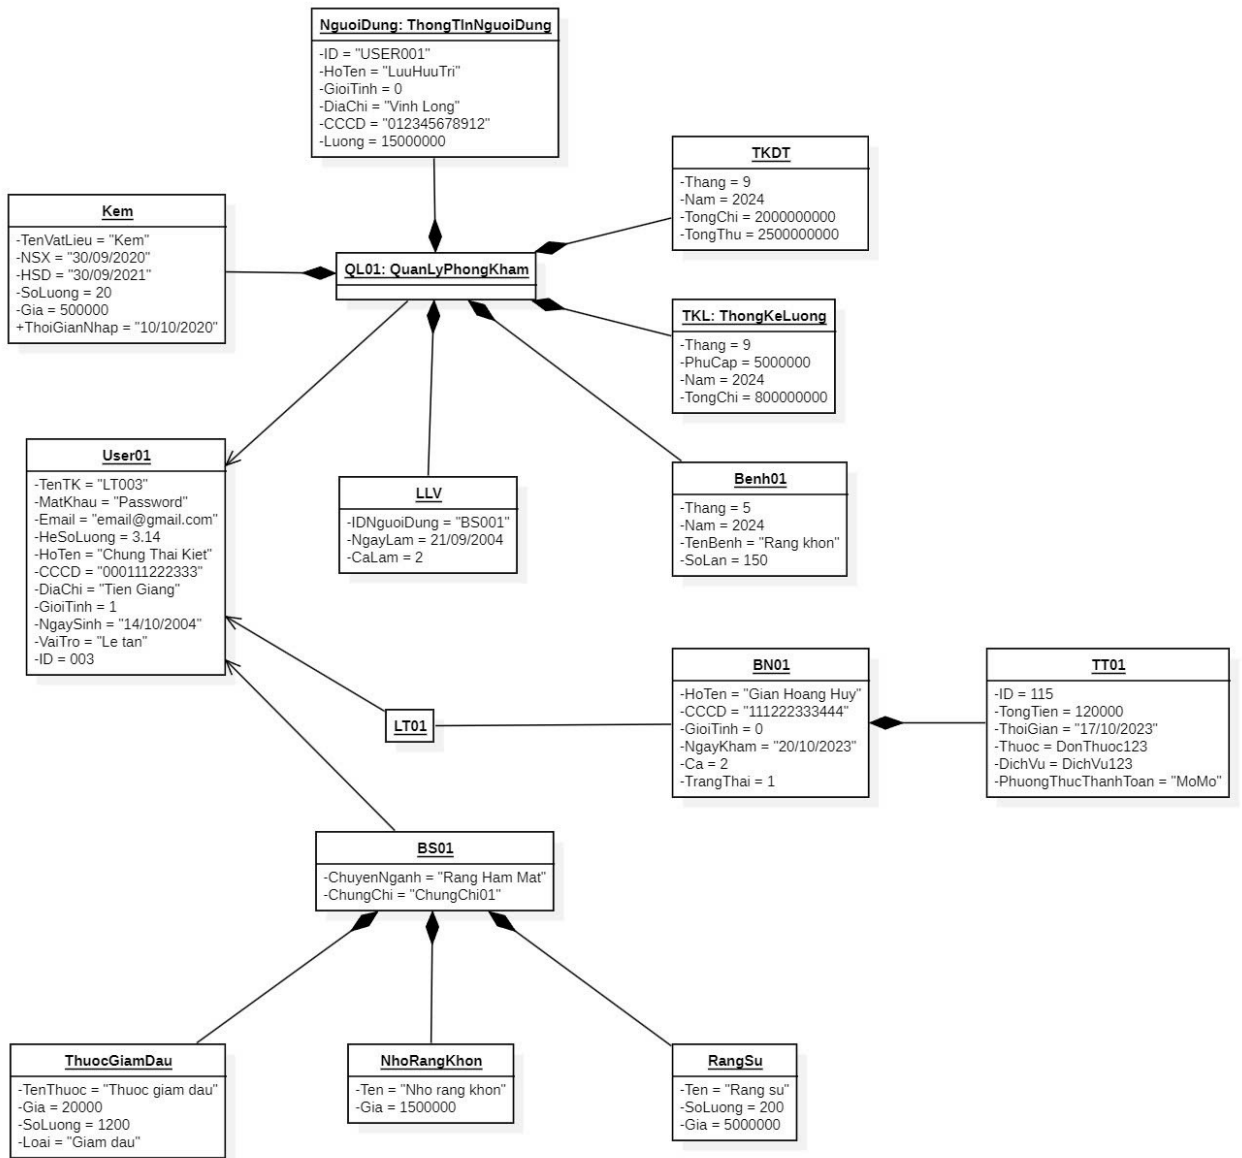 NguoiDung: ThongTInNguoiDung
-ID = "USER001"
-HoTen = "LuuHuuTri"
-GioiTinh = 0
-DiaChi = "Vinh Long"
-CCCD = "012345678912"
-Luong = 15000000
TKDT
-Thang = 9
-Nam = 2024
-TongChi = 2000000000
-TongThu = 2500000000
Kem
-TenVatLieu = "Kem"
-NSX = "30/09/2020"
-HSD = "30/09/2021"
-SoLuong = 20
-Gia = 500000
+ThoiGianNhap = "10/10/2020"
QL01: QuanLyPhongKham
TKL: ThongKeLuong
-Thang = 9
-PhuCap = 5000000
-Nam = 2024
-TongChi = 800000000
User01
-TenTK = "LT003"
-MatKhau = "Password"
-Email = "email@gmail.com"
-HeSoLuong = 3.14
-HoTen = "Chung Thai Kiet"
-CCCD = "000111222333"
-DiaChi = "Tien Giang"
-GioiTinh = 1
-NgaySinh = "14/10/2004"
-VaiTro = "Le tan"
-ID = 003
LLV
-IDNguoiDung = "BS001"
-NgayLam = 21/09/2004
-CaLam = 2
Benh01
-Thang = 5
-Nam = 2024
-TenBenh = "Rang khon"
-SoLan = 150
LT01
BN01
-HoTen = "Gian Hoang Huy"
-CCCD = "111222333444"
-GioiTinh = 0
-NgayKham = "20/10/2023"
-Ca = 2
-TrangThai = 1
TT01
-ID = 115
-TongTien = 120000
-ThoiGian = "17/10/2023"
-Thuoc = DonThuoc123
-DichVu = DichVu123
-PhuongThucThanhToan = "MoMo"
BS01
-ChuyenNganh = "Rang Ham Mat"
-ChungChi = "ChungChi01"
ThuocGiamDau
-TenThuoc = "Thuoc giam dau"
-Gia = 20000
-SoLuong = 1200
-Loai = "Giam dau"
NhoRangKhon
-Ten = "Nho rang khon"
-Gia = 1500000
RangSu
-Ten = "Rang su"
-SoLuong = 200
-Gia = 5000000